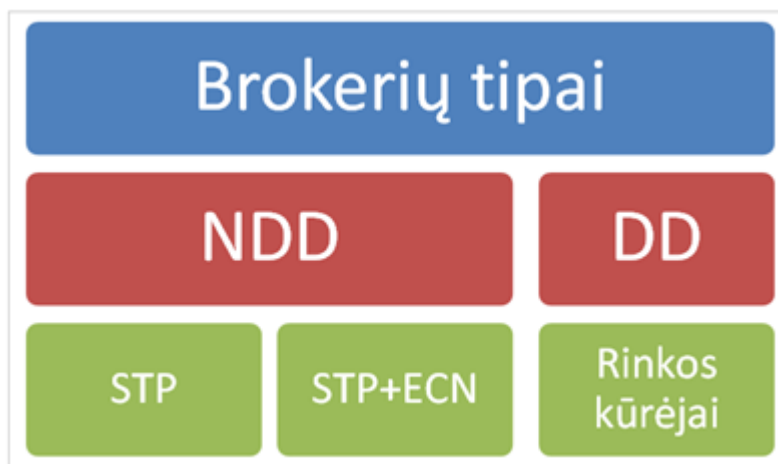 Brokerių tipai
NDD
DD
STP
STP+ECN
Rinkos
kūrėjai